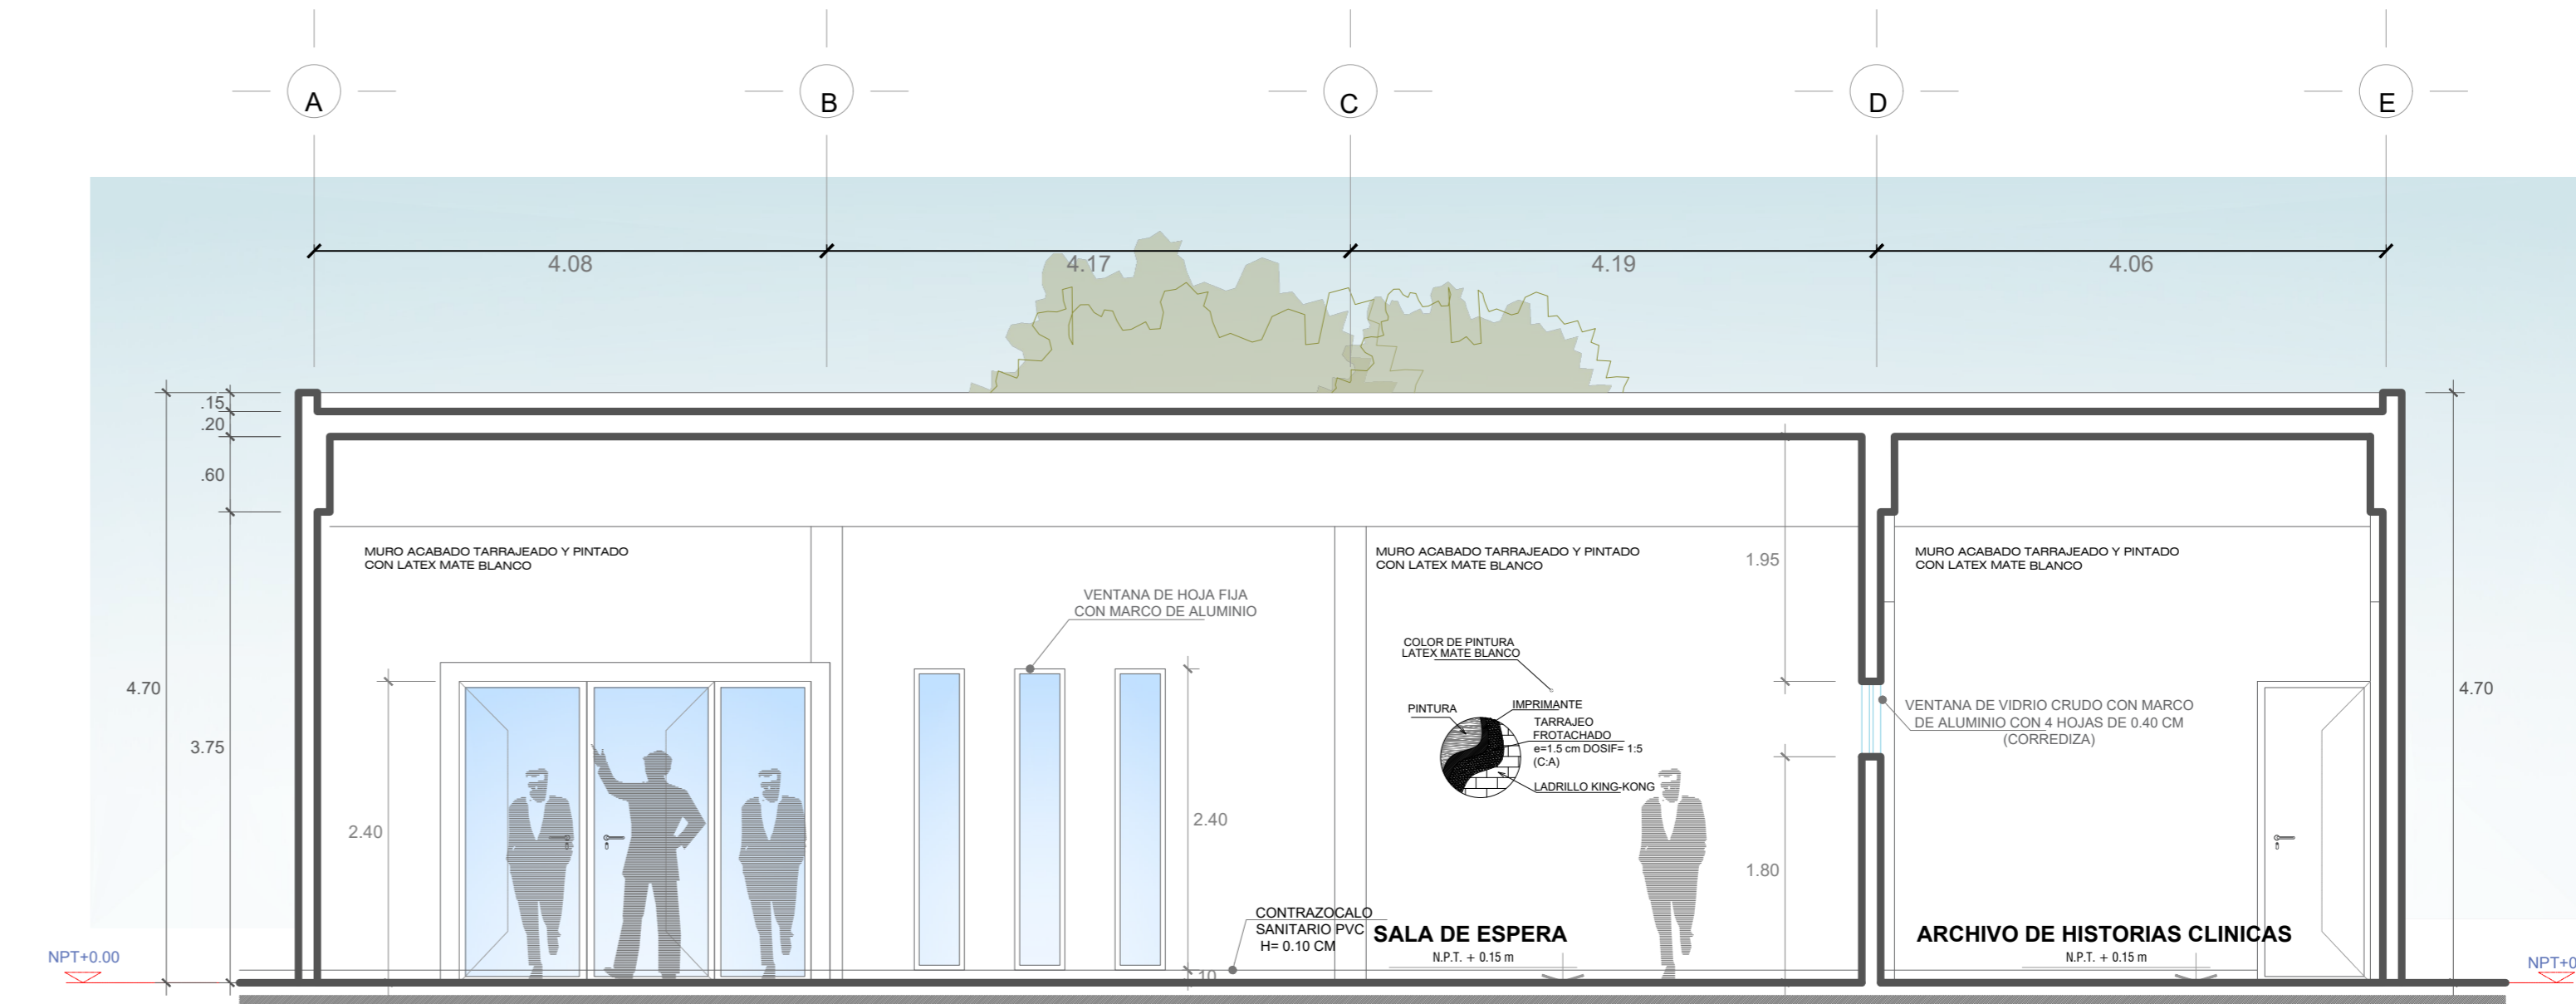 A
B
C
D
E
4.08
4.17
4.19
4.06
.15
.20
.60
4.70
3.75
MURO ACABADO TARRAJEADO Y PINTADO
CON LATEX MATE BLANCO
VENTANA DE HOJA FIJA
CON MARCO DE ALUMINIO
MURO ACABADO TARRAJEADO Y PINTADO
CON LATEX MATE BLANCO
1.95
MURO ACABADO TARRAJEADO Y PINTADO
CON LATEX MATE BLANCO
COLOR DE PINTURA
LATEX MATE BLANCO
PINTURA
IMPRIMANTE
TARRAJEO
FROTACHADO
e=1.5 cm DOSIF= 1:5
(C:A)
LADRILLO KING-KONG
VENTANA DE VIDRIO CRUDO CON MARCO
DE ALUMINIO CON 4 HOJAS DE 0.40 CM
(CORREDIZA)
4.70
2.40
2.40
1.80
CONTRAZOCALO
SANITARIO PVC
H= 0.10 CM
.10
SALA DE ESPERA
N.P.T. + 0.15 m
ARCHIVO DE HISTORIAS CLINICAS
N.P.T. + 0.15 m
NPT+0.00
NPT+0